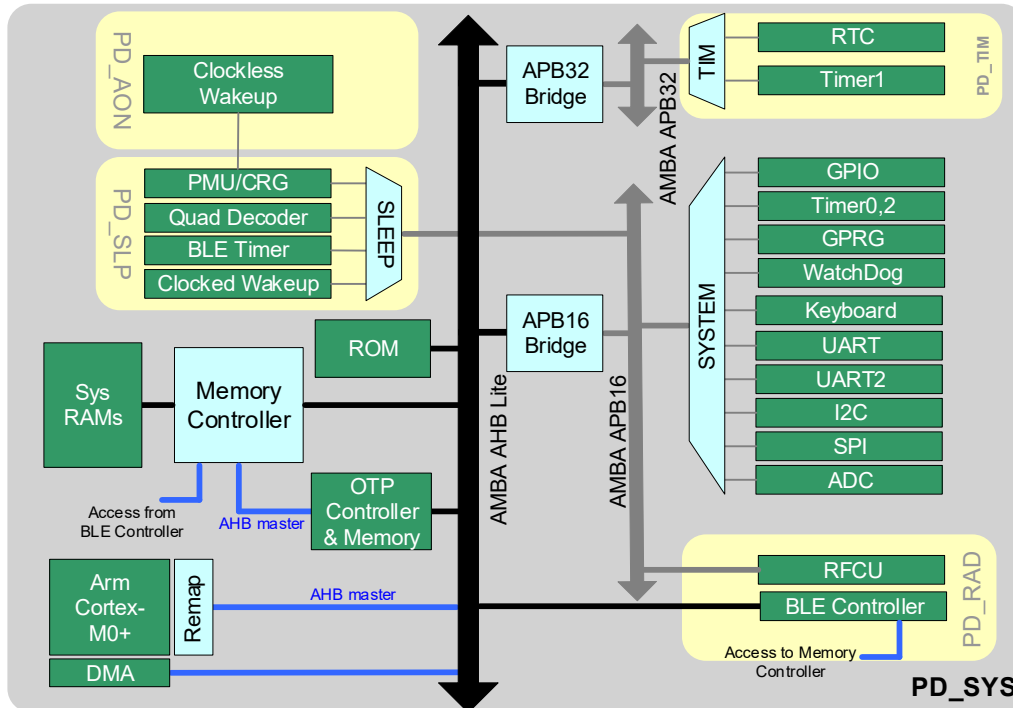 PD_AON
Clockless
Wakeup
PD_SLP
PMU/CRG
Quad Decoder
BLE Timer
Clocked Wakeup
SLEEP
APB32
Bridge
AMBA APB32
TIM
RTC
Timer1
PD_TIM
GPIO
Timer0,2
GPRG
WatchDog
Keyboard
UART
UART2
I2C
SPI
ADC
SYSTEM
APB16
Bridge
AMBA APB16
AMBA AHB Lite
ROM
Sys
RAMs
Memory
Controller
Access from
BLE Controller
AHB master
OTP
Controller
& Memory
Arm
Cortex-
M0+
Remap
AHB master
DMA
RFCU
BLE Controller
PD_RAD
Access to Memory
Controller
PD_SYS